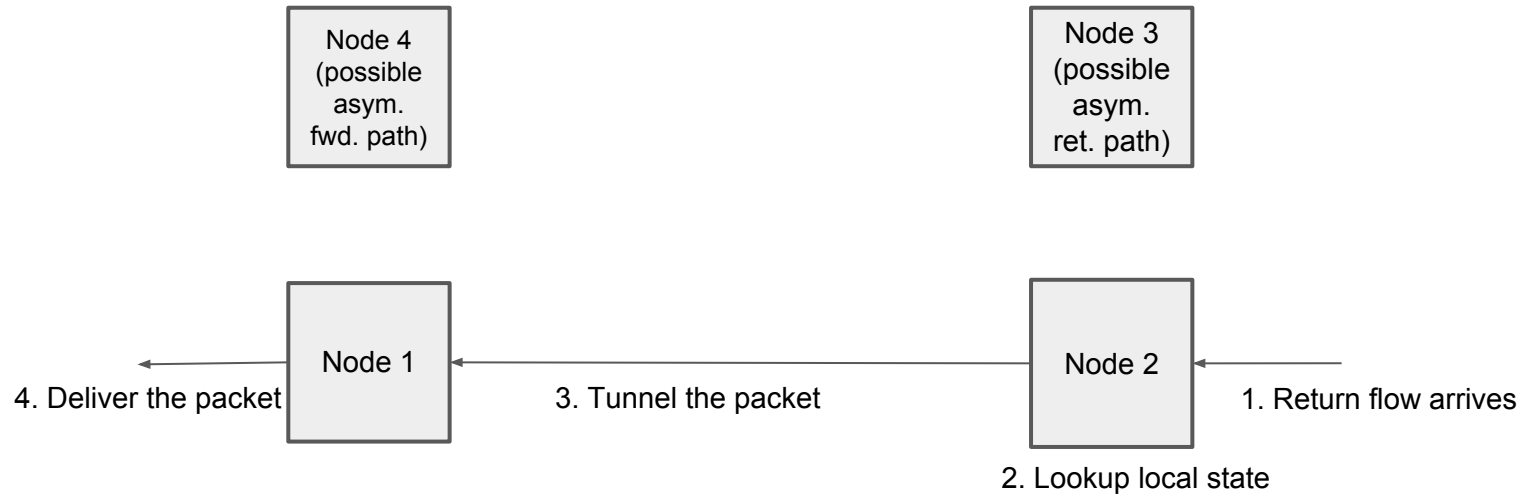 Node 4
(possible
asym.
fwd. path)
Node 3
(possible
asym.
ret. path)
Node 1
Node 2
4. Deliver the packet
3. Tunnel the packet
1. Return flow arrives
2. Lookup local state